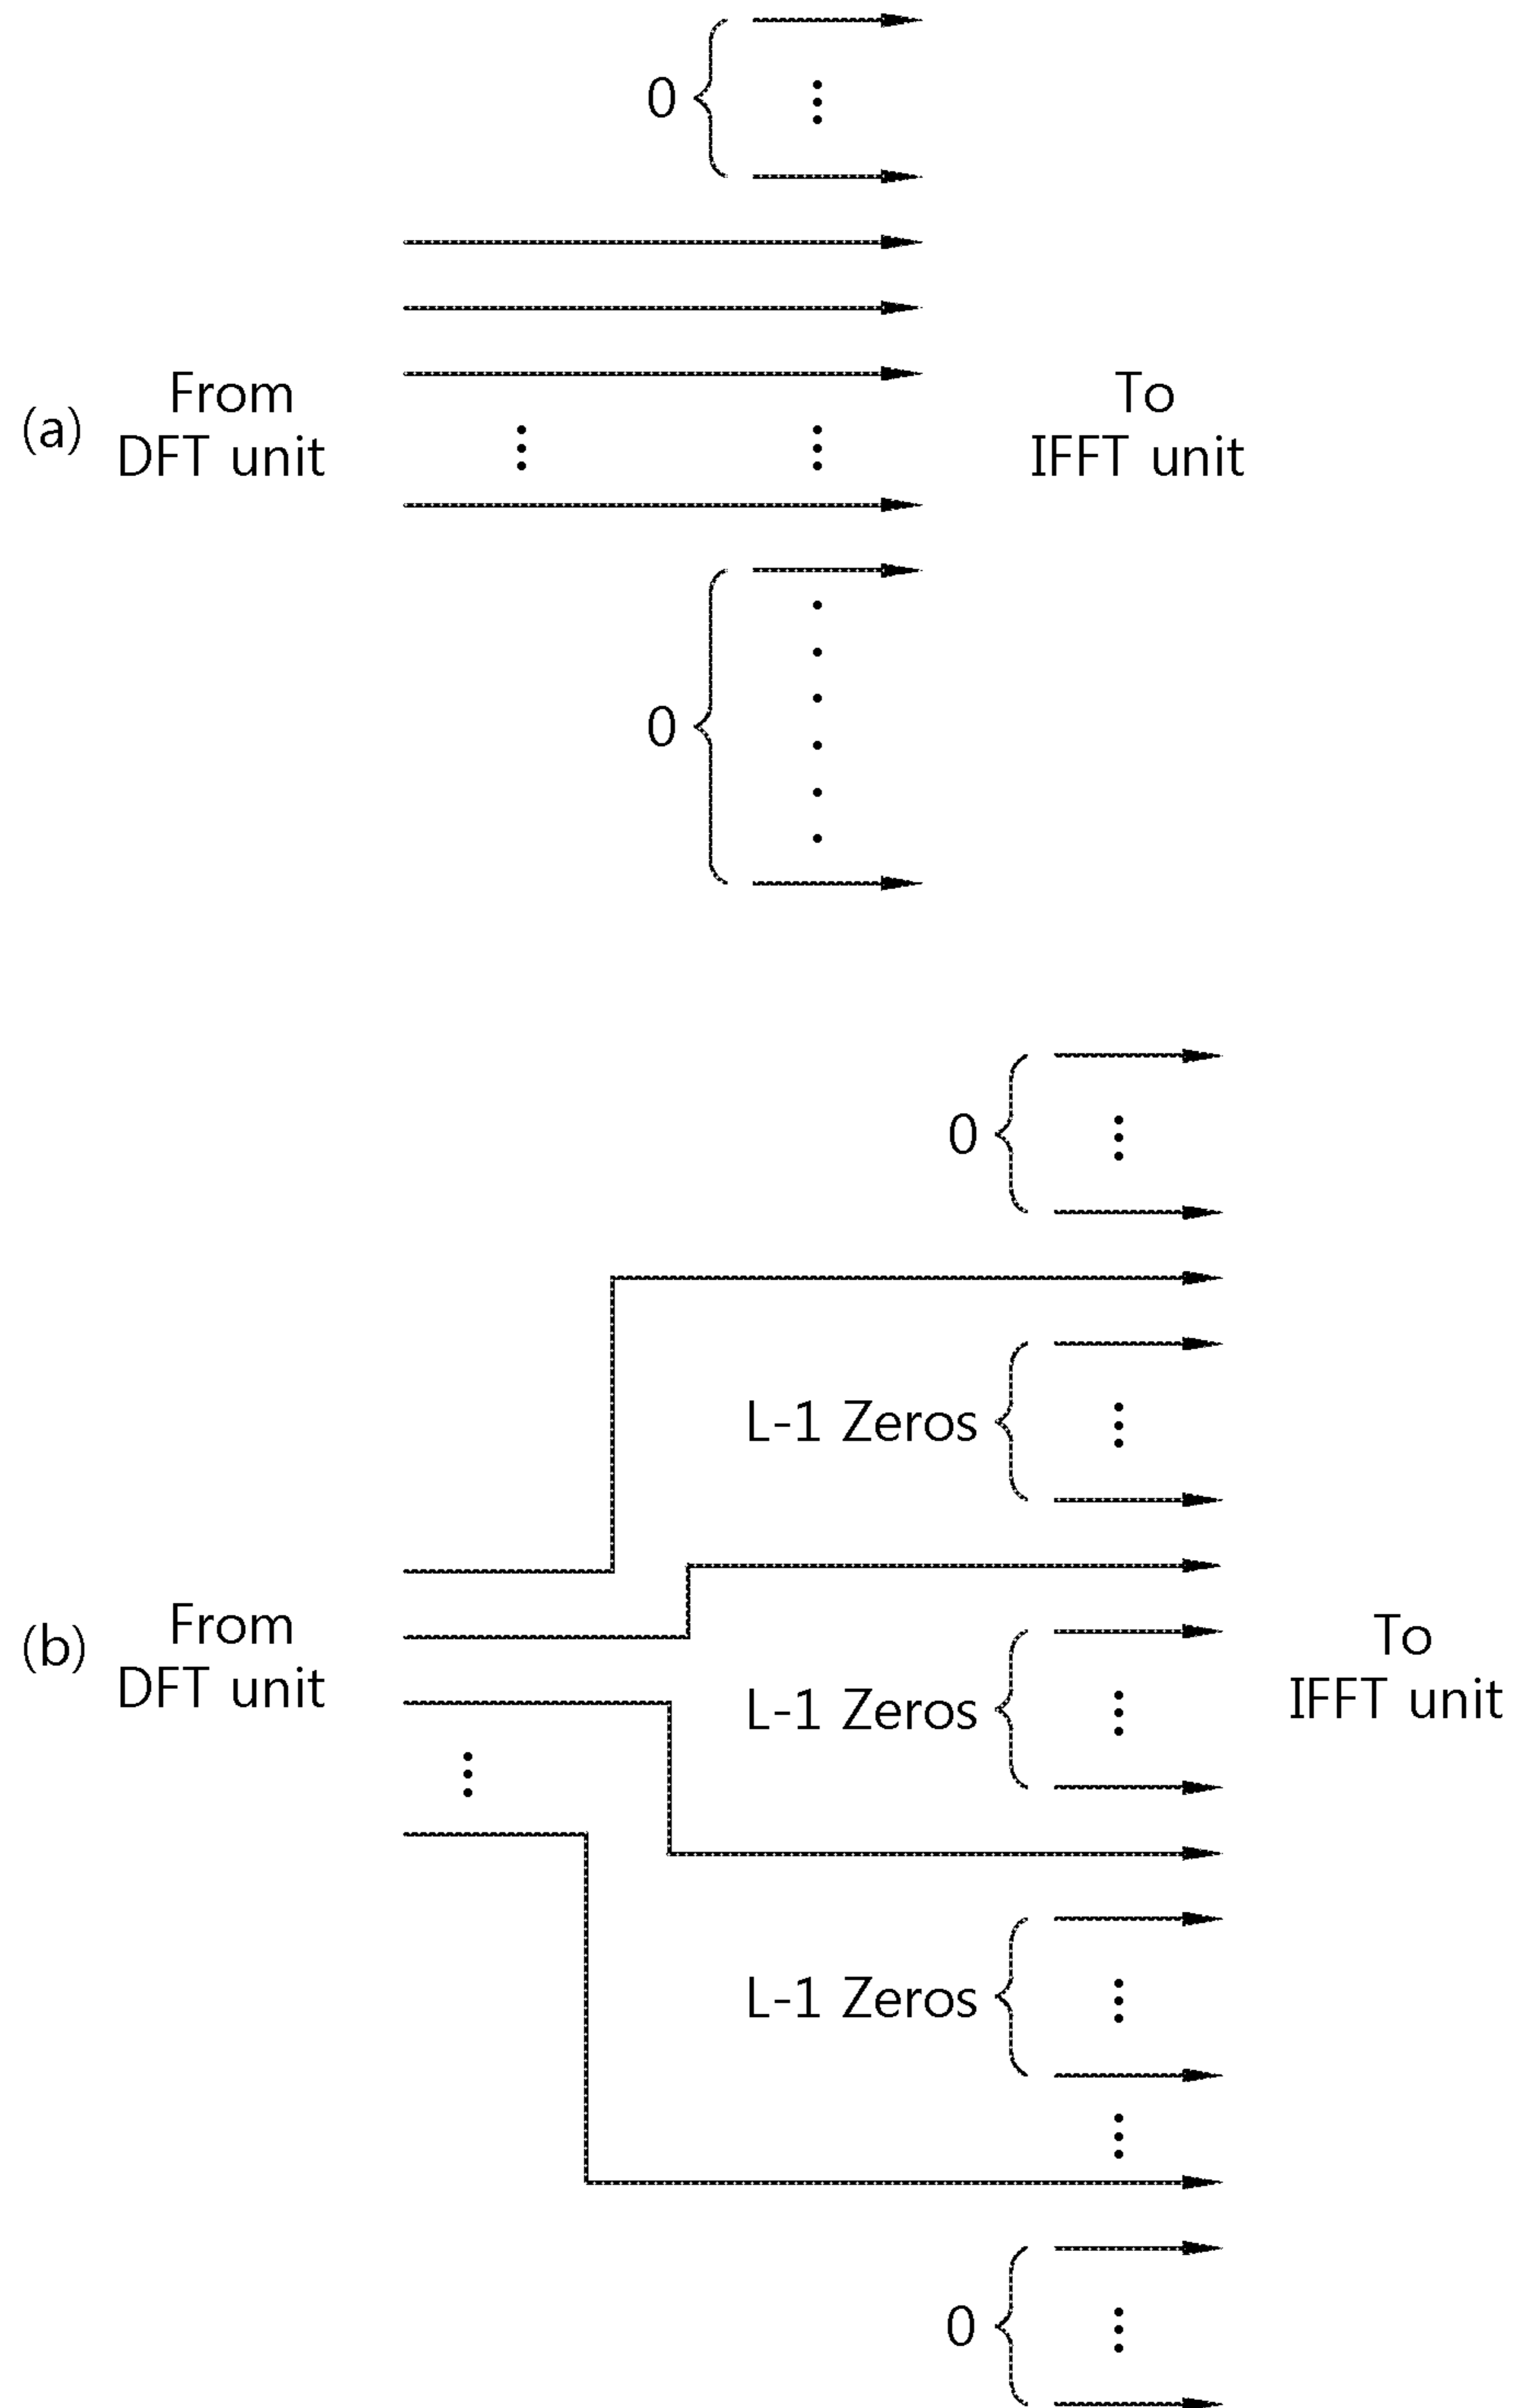 0
(a)
From
DFT unit
To
IFFT unit
0
0
L-1 Zeros
(b)
From
DFT unit
L-1 Zeros
To
IFFT unit
L-1 Zeros
0